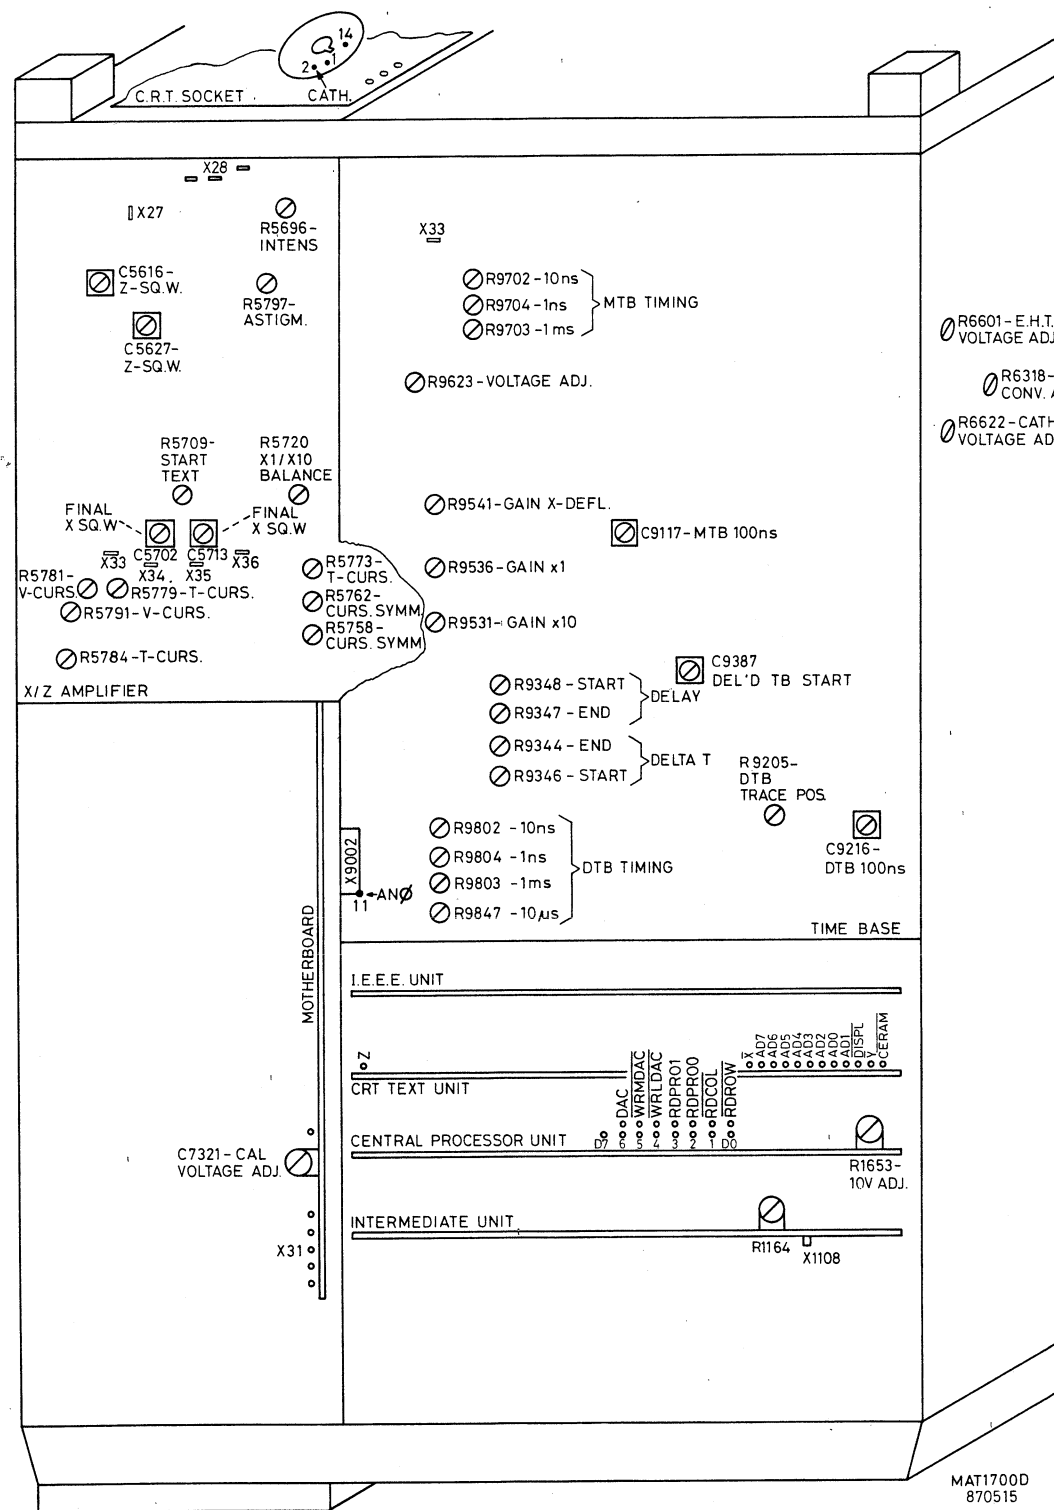 14
1
2
C.R.T. SOCKET
CATH.
X28
X27
R5696-
INTENS
C5616-
Z-SQ.W.
R5797-
ASTIGM.
C5627-
Z-SQ.W.
R5709-
START
TEXT
R5720
X1/X10
BALANCE
FINAL
X SQ.W
FINAL
X SQ.W
X33
C5702
C5713
X36
X34
X35
R5781-
V-CURS.
R5779-T-CURS.
R5791-V-CURS.
R5784-T-CURS.
R5773-
T-CURS.
R5762-
CURS. SYMM.
R5758-
CURS. SYMM
X/Z AMPLIFIER
X33
R9702-10ns
R9704-1ns
R9703-1ms
MTB TIMING
R9623-VOLTAGE ADJ.
R9541-GAIN X-DEFL.
C9117-MTB 100ns
R9536-GAIN x1
R9531-GAIN x10
C9387
DEL'D TB START
R9348-START
R9347-END
DELAY
R9344-END
R9346-START
DELTA T
R9205-
DTB
TRACE POS.
C9216-
DTB 100ns
R9802-10ns
R9804-1ns
R9803-1ms
R9847-10µs
DTB TIMING
X9002
11
ANØ
TIME BASE
R6601-E.H.T.
VOLTAGE ADJ
R6318-
CONV.
R6622-CATH
VOLTAGE AD
MOTHERBOARD
I.E.E.E. UNIT
Z
CRT TEXT UNIT
X
AD7
AD6
AD5
AD4
AD3
AD2
AD0
AD1
DISPL
Y
CERAM
DAC
WRMDAC
WRLDAC
RDPRO1
RDPRO0
RDCOL
RDROW
CENTRAL PROCESSOR UNIT
D7 6 5 4 3 2 1 D0
R1653-
10V ADJ.
C7321-CAL
VOLTAGE ADJ.
INTERMEDIATE UNIT
R1164
X1108
X31
MAT1700D
870515